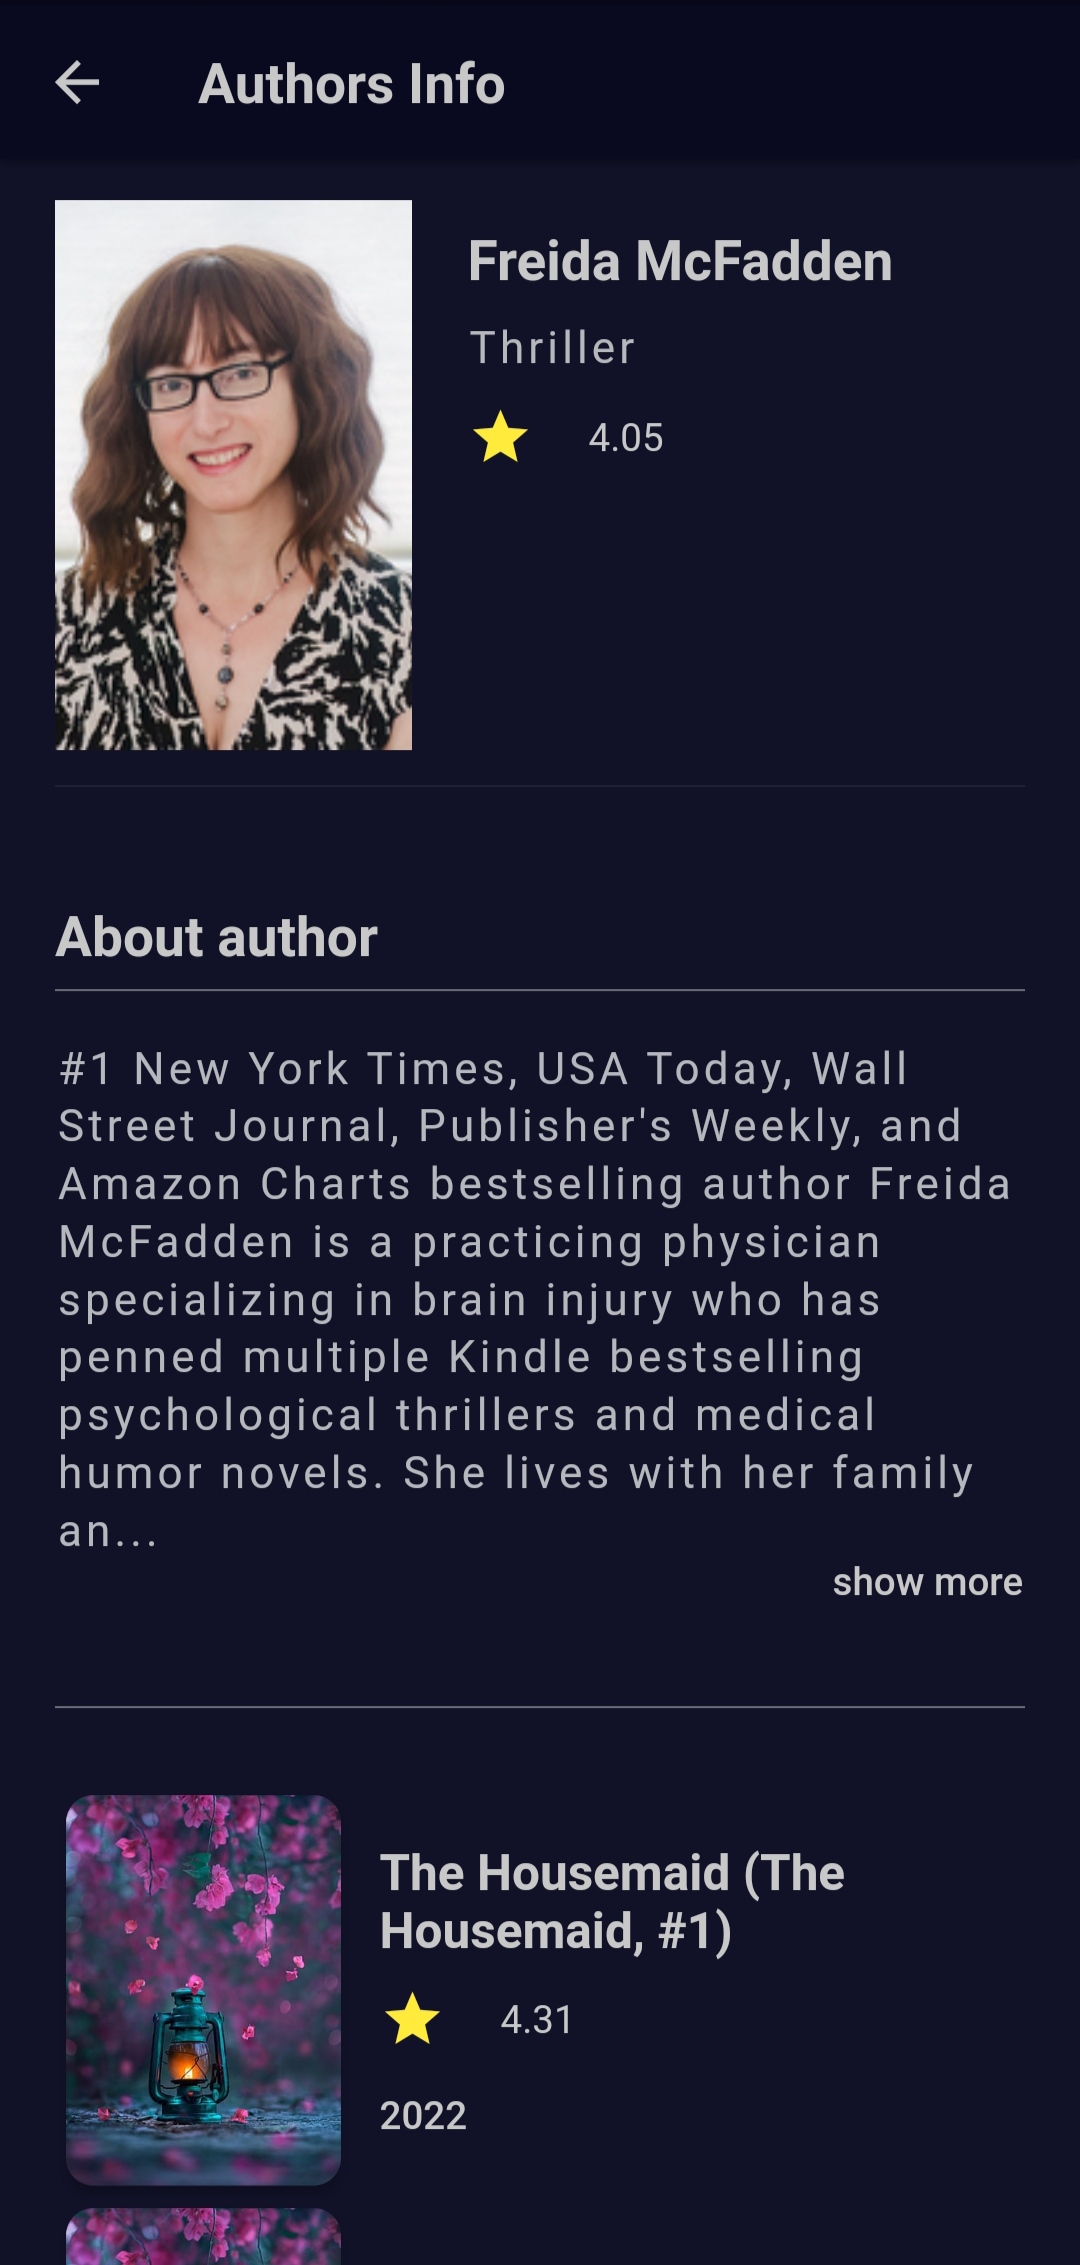 Authors Info
Freida McFadden
Thriller
4.05
About author
#1 New York Times, USA Today, Wall
Street Journal, Publisher's Weekly, and
Amazon Charts bestselling author Freida
McFadden is a practicing physician
specializing in brain injury who has
penned multiple Kindle bestselling
psychological thrillers and medical
humor novels. She lives with her family
an...
show more
The Housemaid (The
Housemaid, #1)
4.31
2022